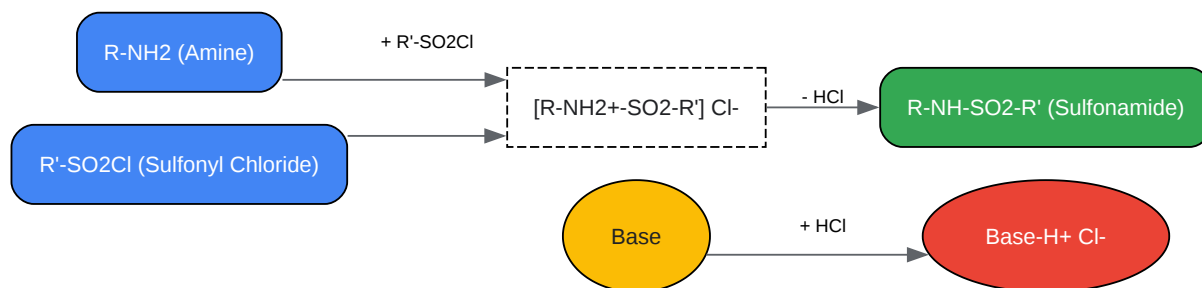 R-NH2 (Amine)
+ R'-SO2Cl
[R-NH2+-SO2-R'] Cl-
- HCl
R-NH-SO2-R' (Sulfonamide)
R'-SO2Cl (Sulfonyl Chloride)
Base
+ HCl
Base-H+ Cl-